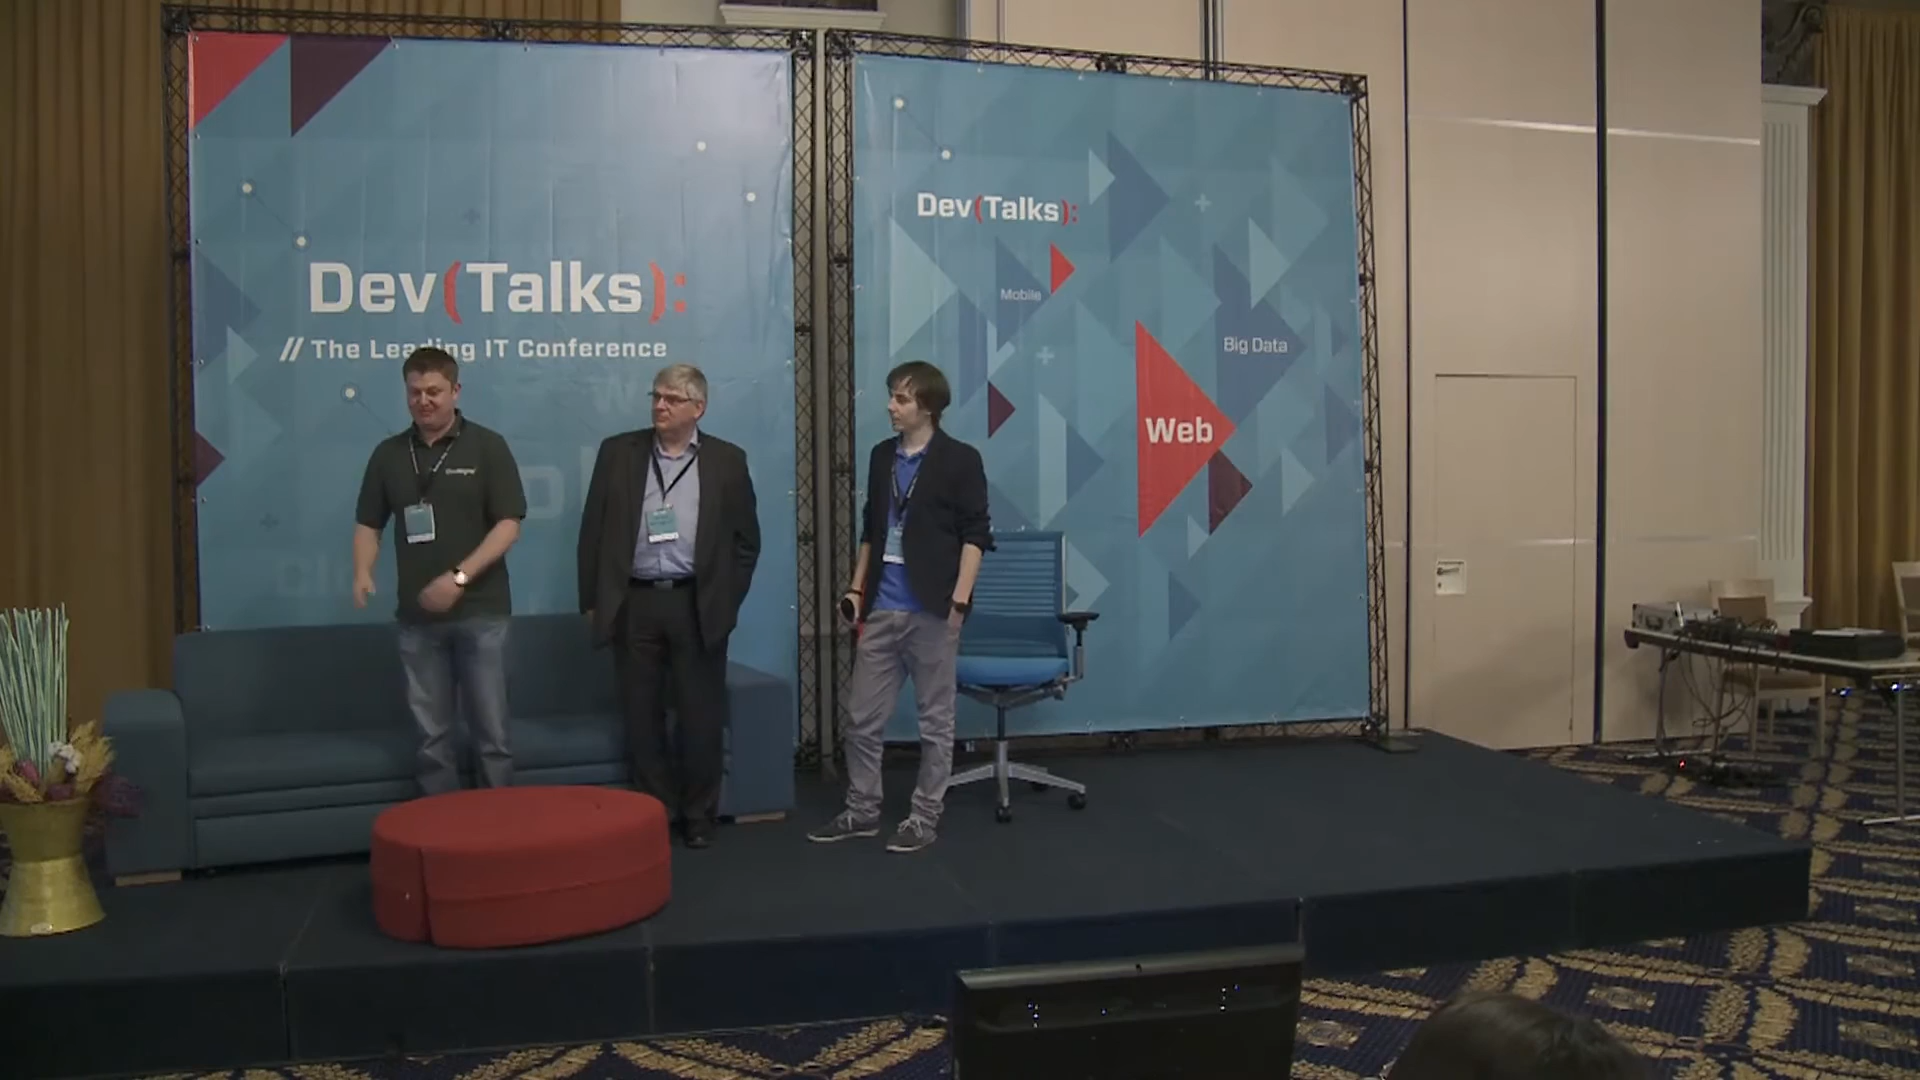 Dev(Talks):
// The Leading IT Conference
Dev(Talks):
Mobile
Big Data
Web